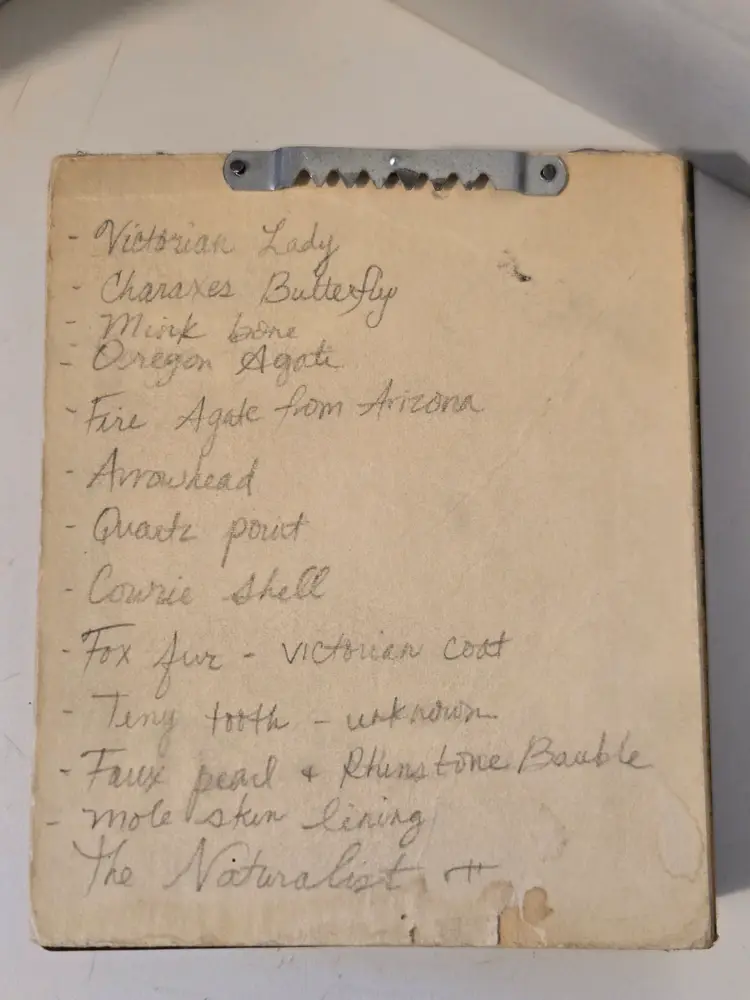 - Victorian Lady
- Charaxes Butterfly
- Mink bone
- Oregon Agate
- Fire Agate from Arizona
- Arrowhead
- Quartz point
- Cowrie shell
- Fox fur - victorian coat
- Tiny tooth - unknown
- Faux pearl + Rhinstone Bauble
- Mole skin lining
The Naturalist